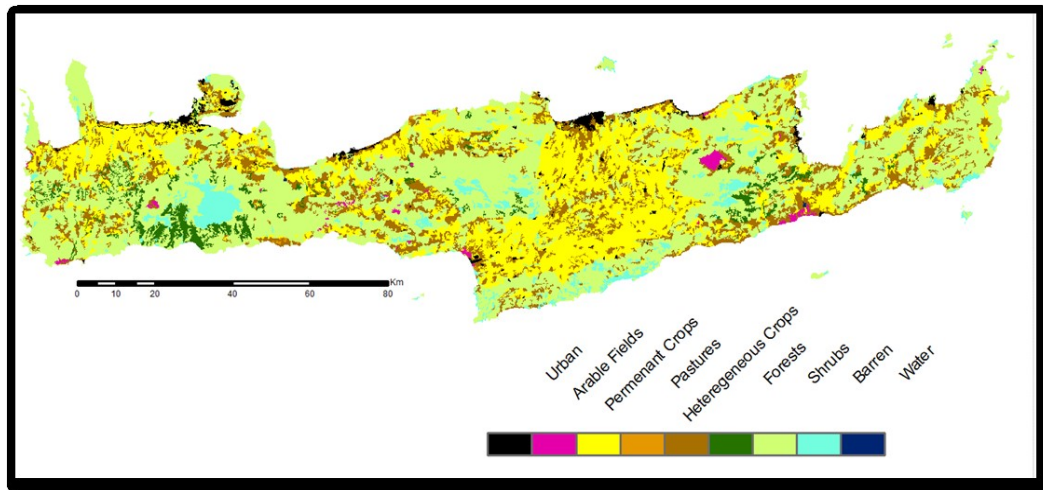 Km
0 10 20 40 60 80
Urban
Arable Fields
Permenant Crops
Pastures
Heteregeneous Crops
Forests
Shrubs
Barren
Water